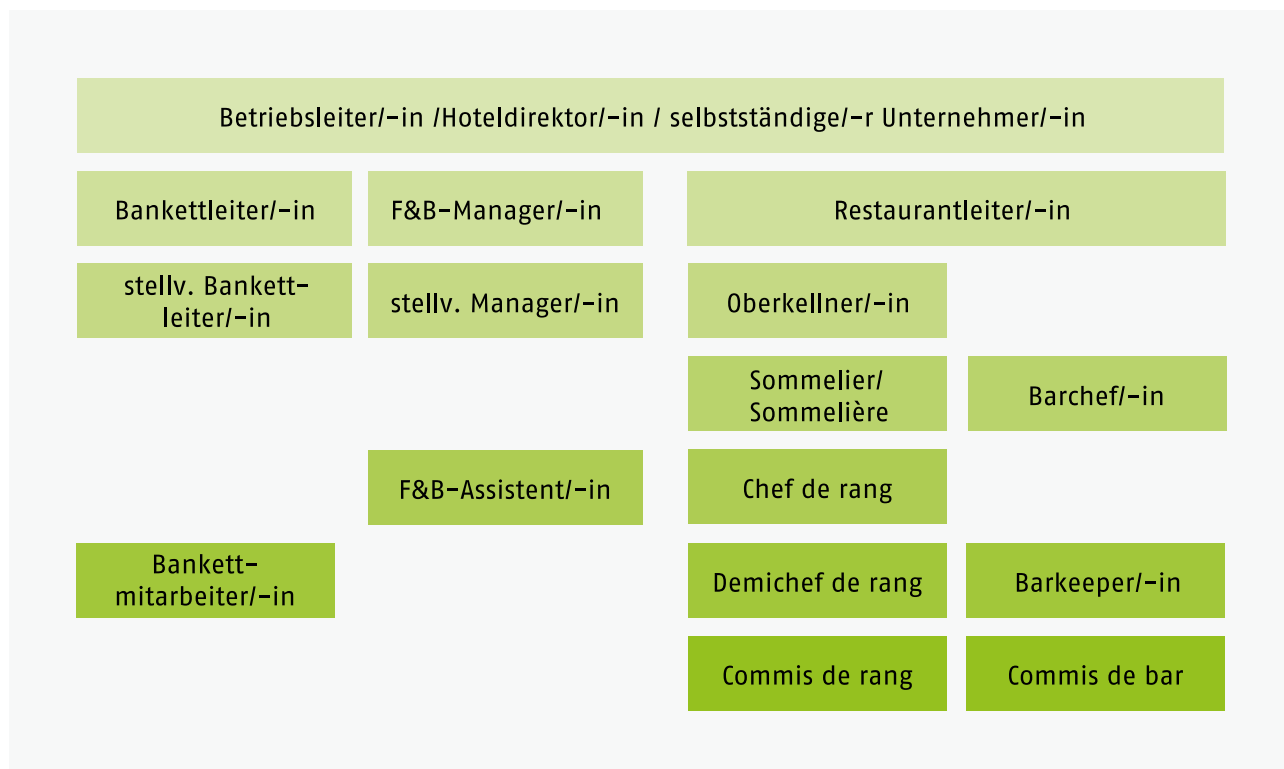 Betriebsleiter/-in /Hoteldirektor/-in / selbstständige/-r Unternehmer/-in
Bankettleiter/-in
F&B-Manager/-in
Restaurantleiter/-in
stellv. Bankett-
leiter/-in
stellv. Manager/-in
Oberkellner/-in
Sommelier/
Sommelière
Barchef/-in
F&B-Assistent/-in
Chef de rang
Bankett-
mitarbeiter/-in
Demichef de rang
Barkeeper/-in
Commis de rang
Commis de bar